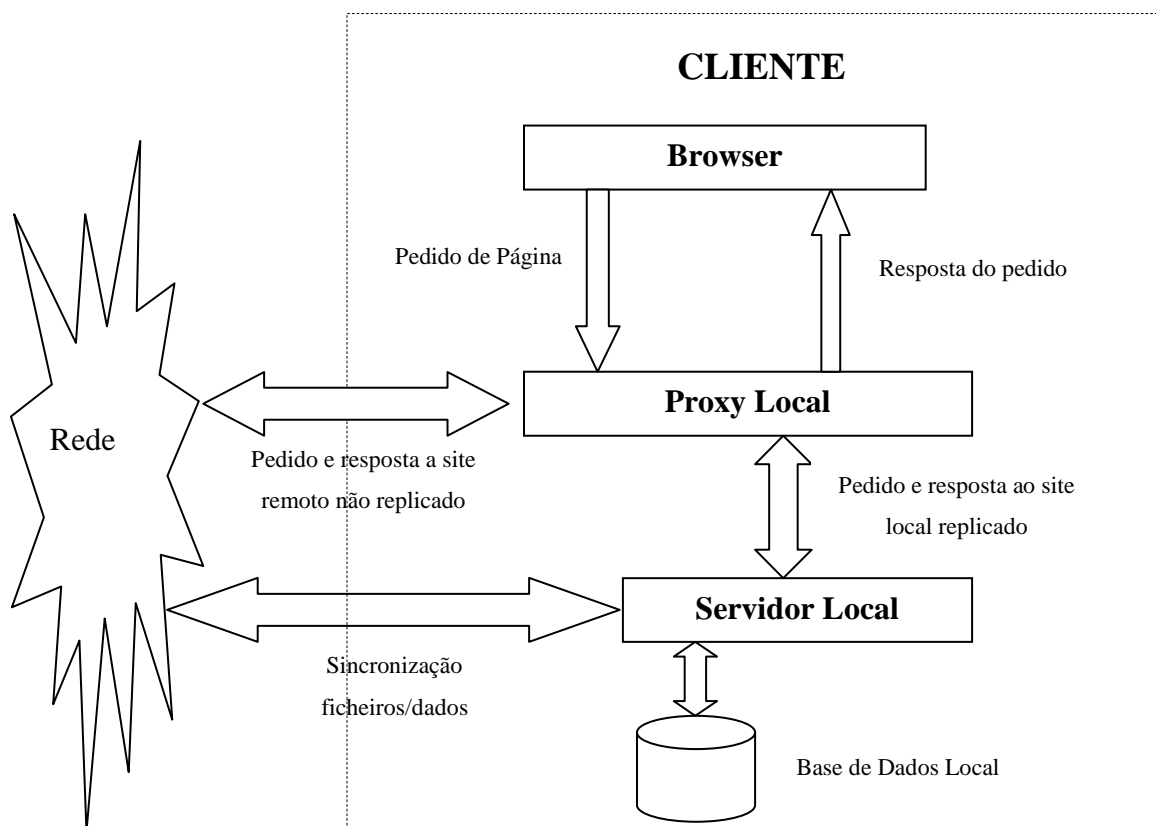 CLIENTE
Browser
Pedido de Página
Resposta do pedido
Proxy Local
Rede
Pedido e resposta a site
remoto não replicado
Pedido e resposta ao site
local replicado
Servidor Local
Sincronização
ficheiros/dados
Base de Dados Local